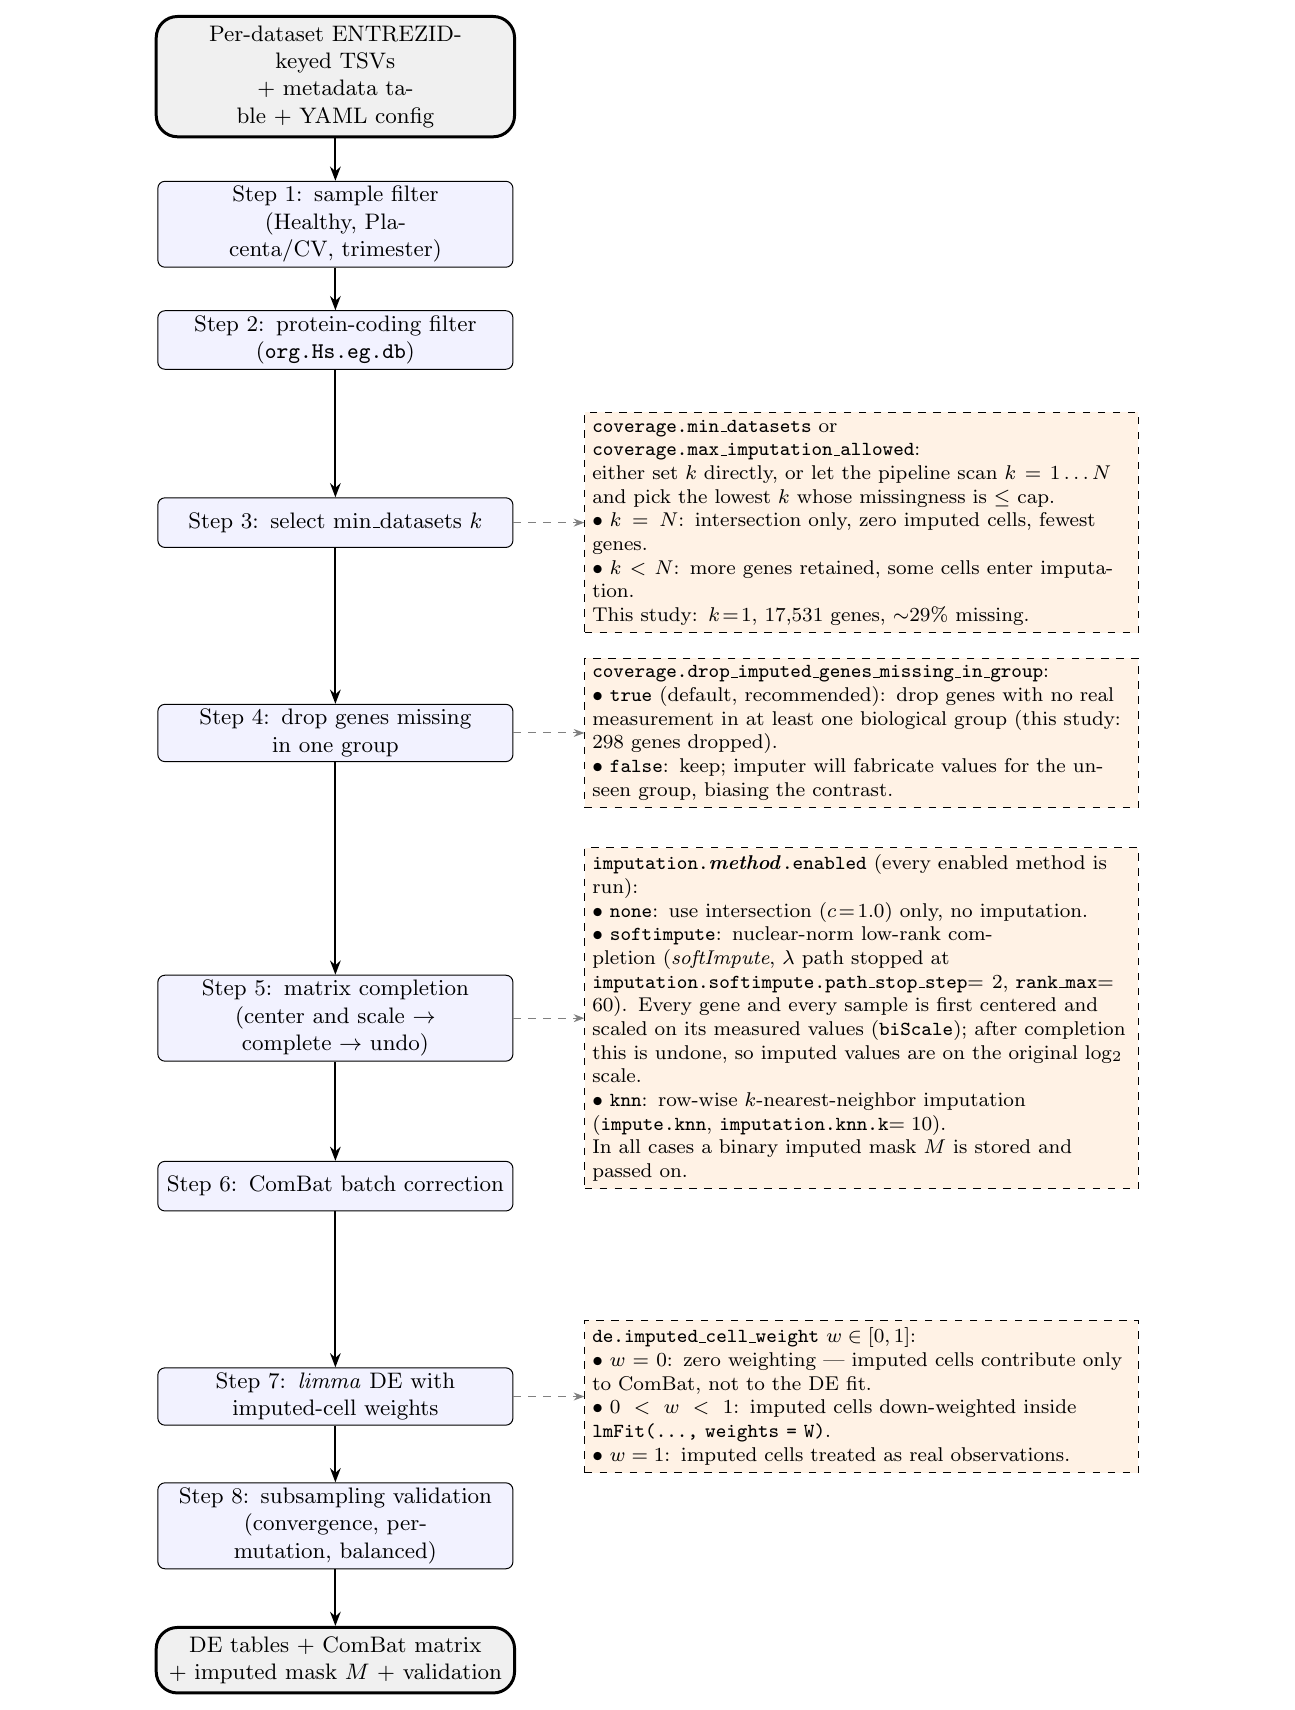 Per-dataset ENTREZID-
keyed TSVs
+ metadata ta-
ble + YAML config
Step 1: sample filter
(Healthy, Pla-
centa/CV, trimester)
Step 2: protein-coding filter
(org.Hs.eg.db)
coverage.min_datasets or
coverage.max_imputation_allowed:
either set k directly, or let the pipeline scan k = 1…N
and pick the lowest k whose missingness is ≤ cap.
• k = N: intersection only, zero imputed cells, fewest
genes.
• k < N: more genes retained, some cells enter imputa-
tion.
This study: k=1, 17,531 genes, ~29% missing.
Step 3: select min_datasets k
coverage.drop_imputed_genes_missing_in_group:
• true (default, recommended): drop genes with no real
measurement in at least one biological group (this study:
298 genes dropped).
• false: keep; imputer will fabricate values for the un-
seen group, biasing the contrast.
Step 4: drop genes missing
in one group
imputation.method.enabled (every enabled method is
run):
• none: use intersection (c=1.0) only, no imputation.
• softimpute: nuclear-norm low-rank com-
pletion (softImpute, λ path stopped at
imputation.softimpute.path_stop_step= 2, rank_max=
60). Every gene and every sample is first centered and
scaled on its measured values (biScale); after completion
this is undone, so imputed values are on the original log₂
scale.
• knn: row-wise k-nearest-neighbor imputation
(impute.knn, imputation.knn.k= 10).
In all cases a binary imputed mask M is stored and
passed on.
Step 5: matrix completion
(center and scale →
complete → undo)
Step 6: ComBat batch correction
de.imputed_cell_weight w ∈ [0, 1]:
• w = 0: zero weighting — imputed cells contribute only
to ComBat, not to the DE fit.
• 0 < w < 1: imputed cells down-weighted inside
lmFit(..., weights = W).
• w = 1: imputed cells treated as real observations.
Step 7: limma DE with
imputed-cell weights
Step 8: subsampling validation
(convergence, per-
mutation, balanced)
DE tables + ComBat matrix
+ imputed mask M + validation